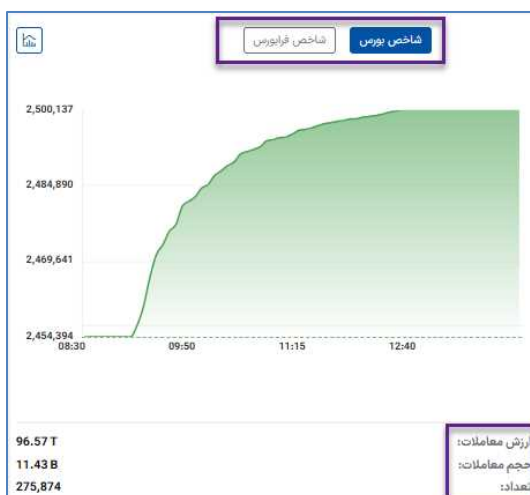 شاخص بورس شاخص فرابورس
2,500,137
2,484,890
2,469,641
2,454,394
08:30 09:50 11:15 12:40
ارزش معاملات: 96.57 T
حجم معاملات: 11.43 B
تعداد: 275,874